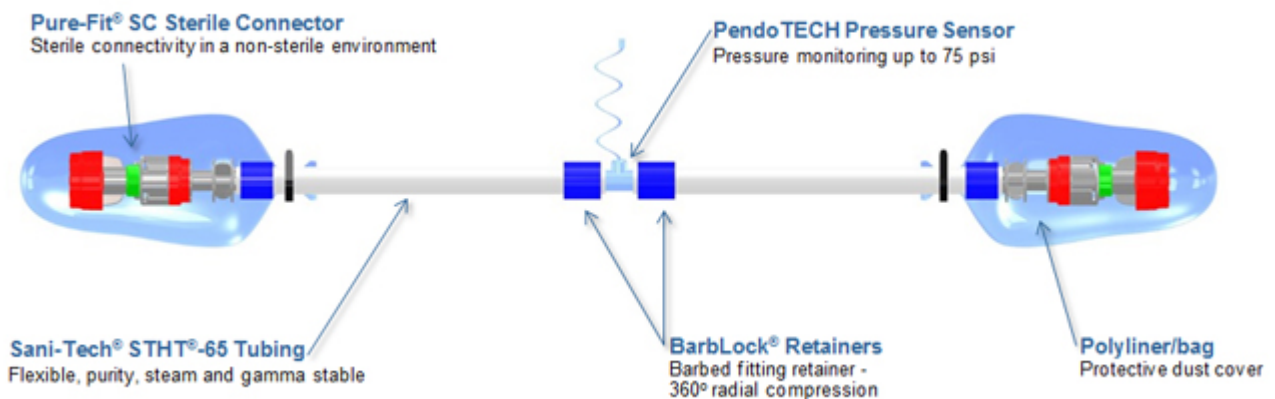 Pure-Fit® SC Sterile Connector
Sterile connectivity in a non-sterile environment
PendoTECH Pressure Sensor
Pressure monitoring up to 75 psi
Sani-Tech® STHT®-65 Tubing
Flexible, purity, steam and gamma stable
BarbLock® Retainers
Barbed fitting retainer -
360º radial compression
Polyliner/bag
Protective dust cover